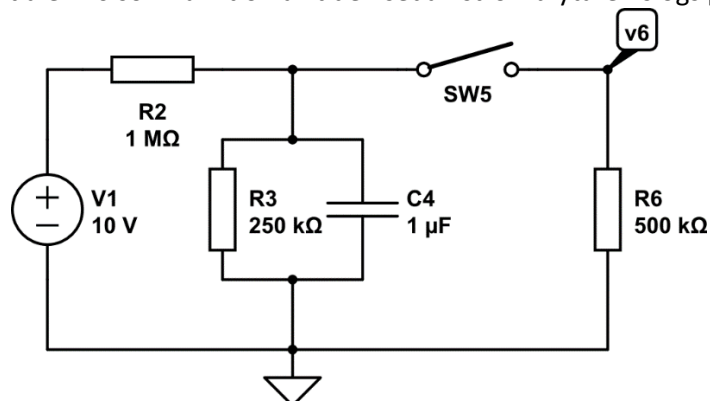 v6
SW5
R2
1 MΩ
+
−
V1
10 V
R3
250 kΩ
C4
1 µF
R6
500 kΩ